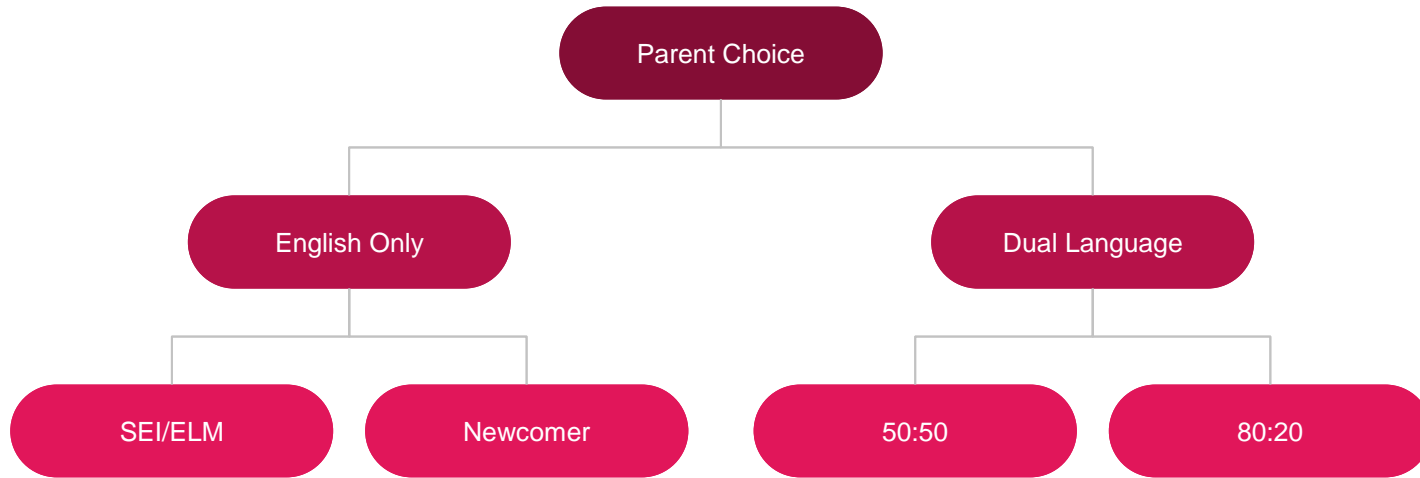 Parent Choice
English Only
Dual Language
SEI/ELM
Newcomer
50:50
80:20